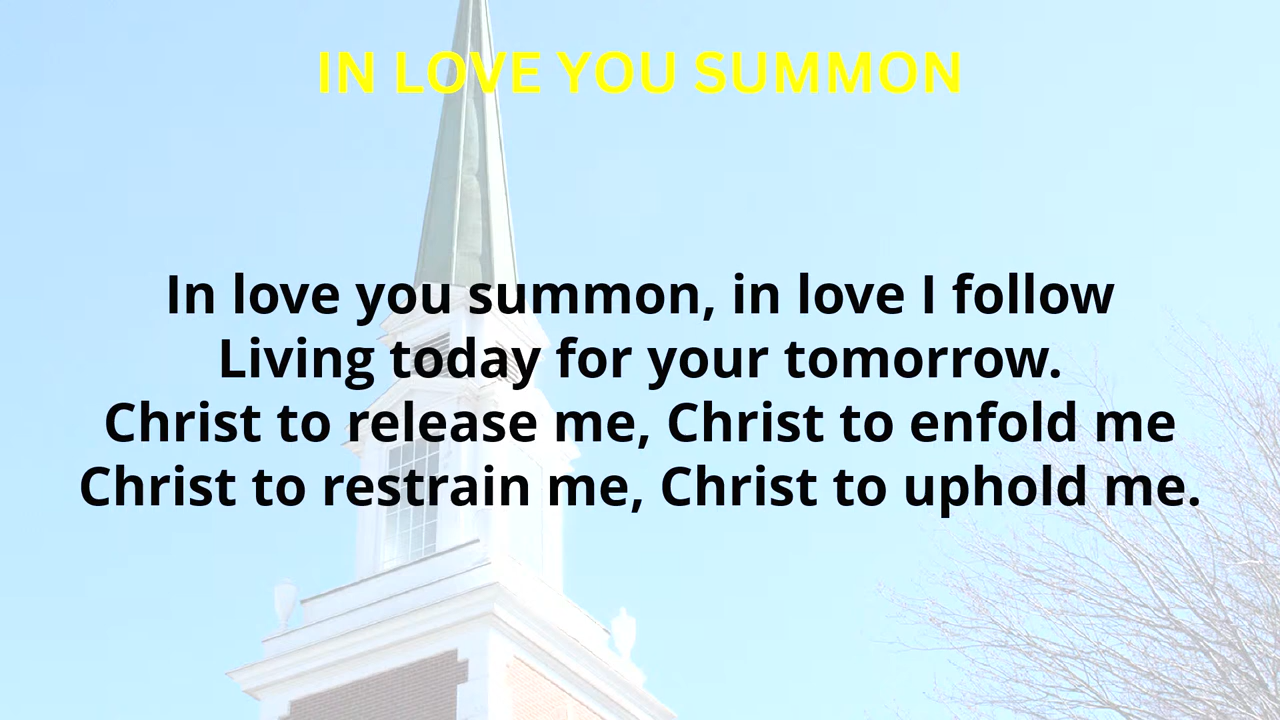 IN LOVE YOU SUMMON
In love you summon, in love I follow
Living today for your tomorrow.
Christ to release me, Christ to enfold me
Christ to restrain me, Christ to uphold me.